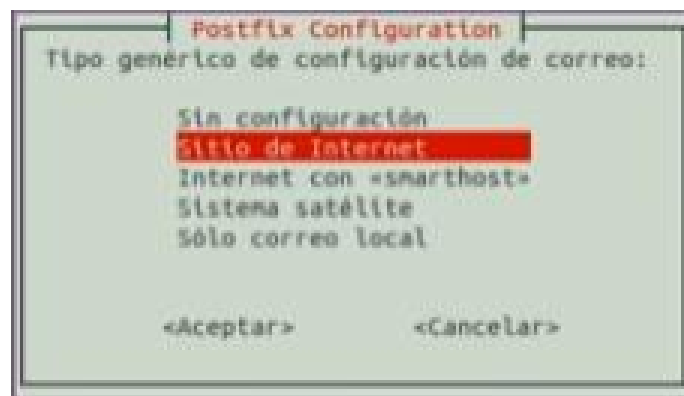 Postfix Configuration
Tipo genérico de configuración de correo:
Sin configuración
Sitio de Internet
Internet con «smarthost»
Sistema satélite
Sólo correo local
<Aceptar> <Cancelar>